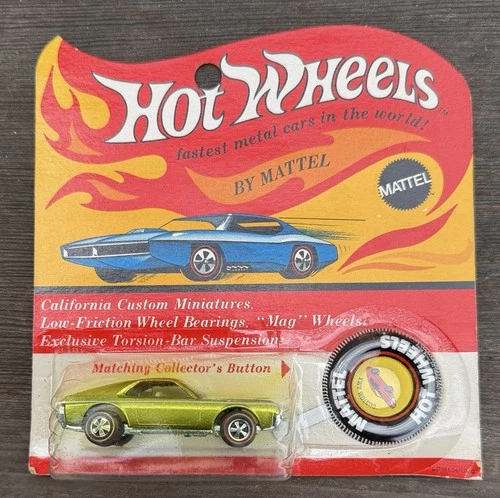 Hot Wheels
fastest metal cars in the world!
BY MATTEL
MATTEL
California Custom Miniatures.
Low-Friction Wheel Bearings. "Mag" Wheels.
Exclusive Torsion-Bar Suspension.
Matching Collector's Button
HOT WHEELS
MATTEL